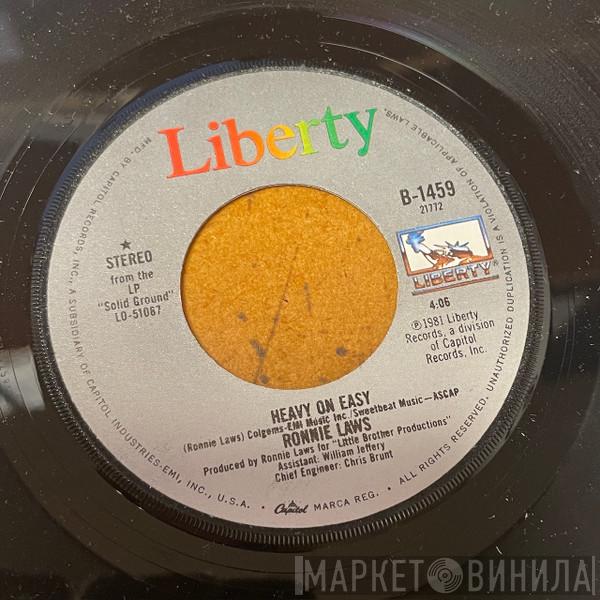 Liberty
B-1459
21772
★
STEREO
from the
LP
"Solid Ground"
LO-51087
LIBERTY®
4:06
℗1981 Liberty
Records, a division
of Capitol
Records, Inc.
HEAVY ON EASY
(Ronnie Laws) Colgems-EMI Music Inc./Sweetbeat Music—ASCAP
RONNIE LAWS
Produced by Ronnie Laws for "Little Brother Productions"
Assistant: William Jeffery
Chief Engineer: Chris Brunt
MFD. BY CAPITOL RECORDS, INC., A SUBSIDIARY OF CAPITOL INDUSTRIES-EMI, INC., U.S.A. Capitol MARCA REG. ALL RIGHTS RESERVED. UNAUTHORIZED DUPLICATION IS A VIOLATION OF APPLICABLE LAWS.
МАРКЕТ ВИНИЛА